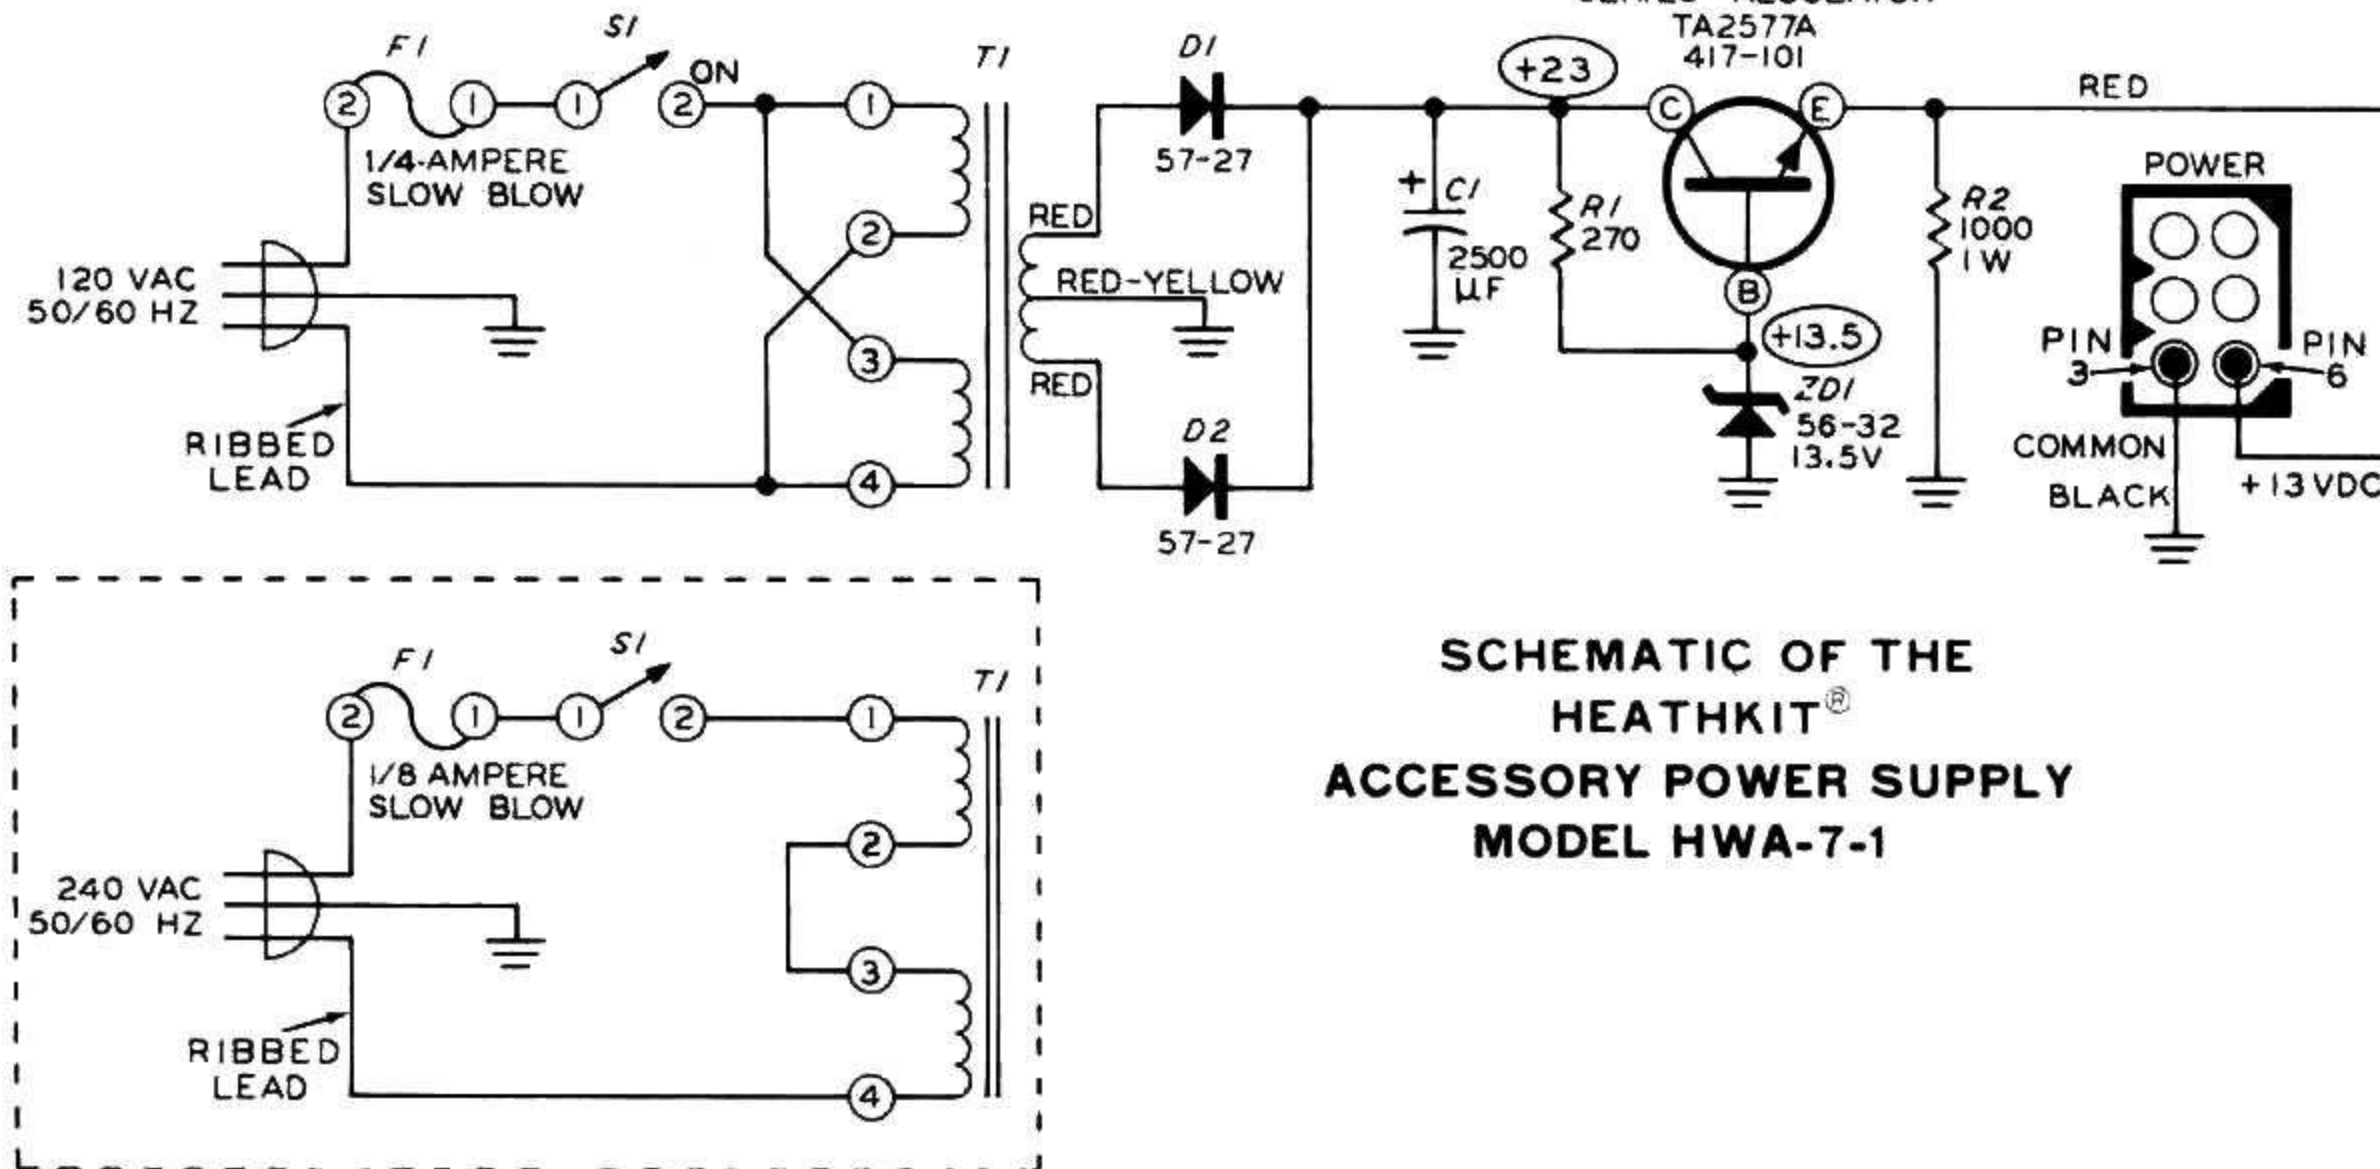 TA2577A
417-101
F1
S1
ON
T1
D1
+23
C
E
RED
2
1
1
2
1
1/4-AMPERE
SLOW BLOW
57-27
POWER
+ C1
2500
µF
R1
270
R2
1000
1W
RED
2
120 VAC
50/60 HZ
RED-YELLOW
B
+13.5
3
RED
PIN
3
PIN
6
ZD1
56-32
13.5V
RIBBED
LEAD
D2
4
57-27
COMMON
BLACK
+13VDC
F1
S1
T1
2
1
1
2
1
1/8 AMPERE
SLOW BLOW
2
240 VAC
50/60 HZ
3
RIBBED
LEAD
4
SCHEMATIC OF THE
HEATHKIT®
ACCESSORY POWER SUPPLY
MODEL HWA-7-1